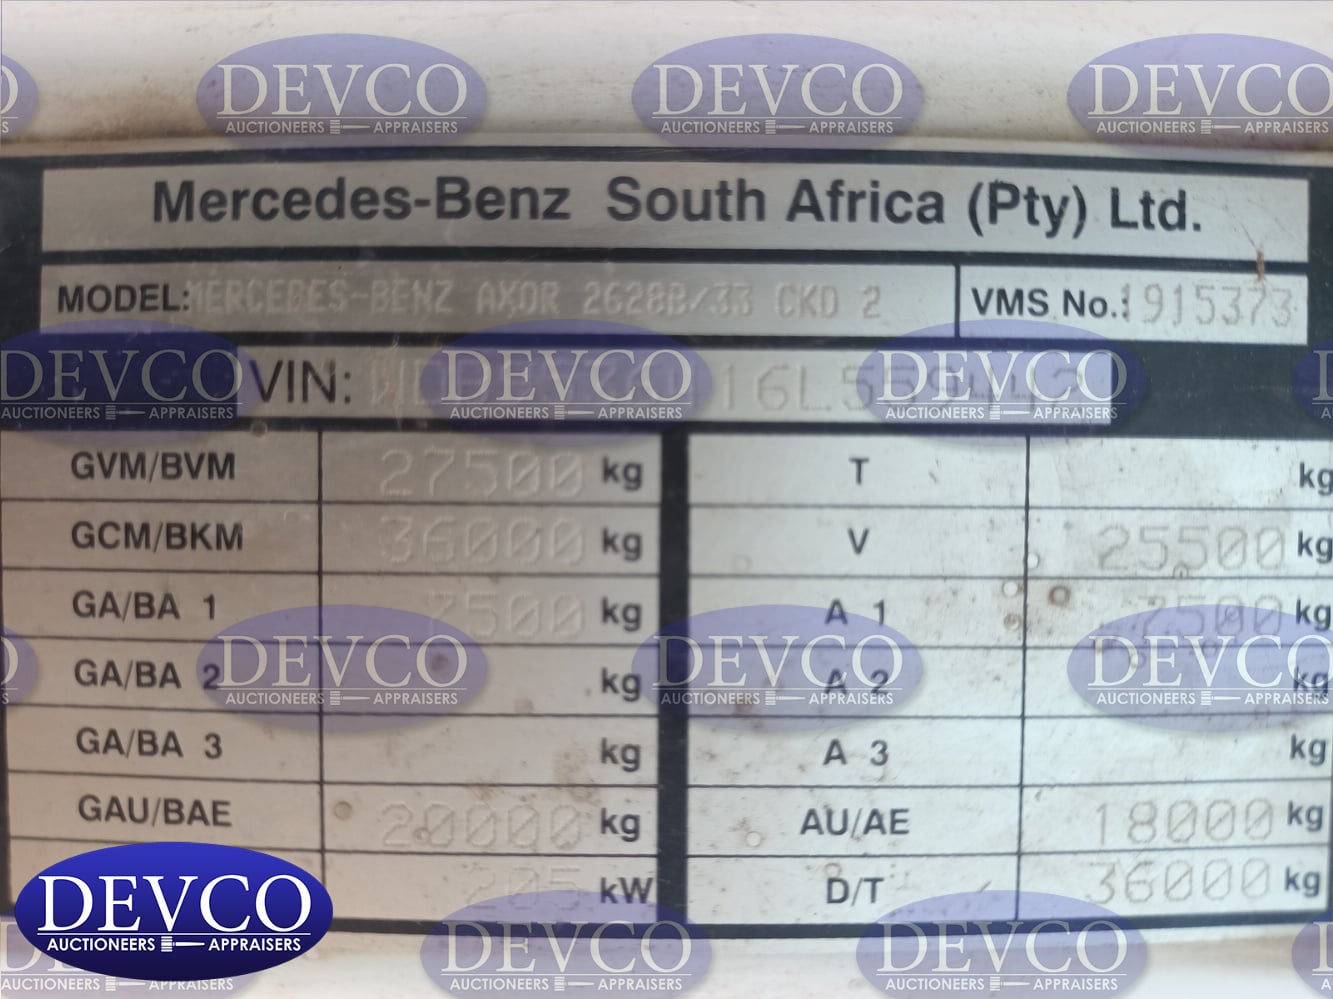 Mercedes-Benz South Africa (Pty) Ltd.
MODEL: MERCEDES-BENZ AXOR 2628B/33 CKD 2 VMS No.: 1915373
VIN:
GVM/BVM 27500 kg T kg
GCM/BKM 36000 kg V 25500 kg
GA/BA 1 7500 kg A 1 7500 kg
GA/BA 2 kg A 2 kg
GA/BA 3 kg A 3 kg
GAU/BAE 20000 kg AU/AE 18000 kg
205 kW D/T 36000 kg
DEVCO
AUCTIONEERS APPRAISERS